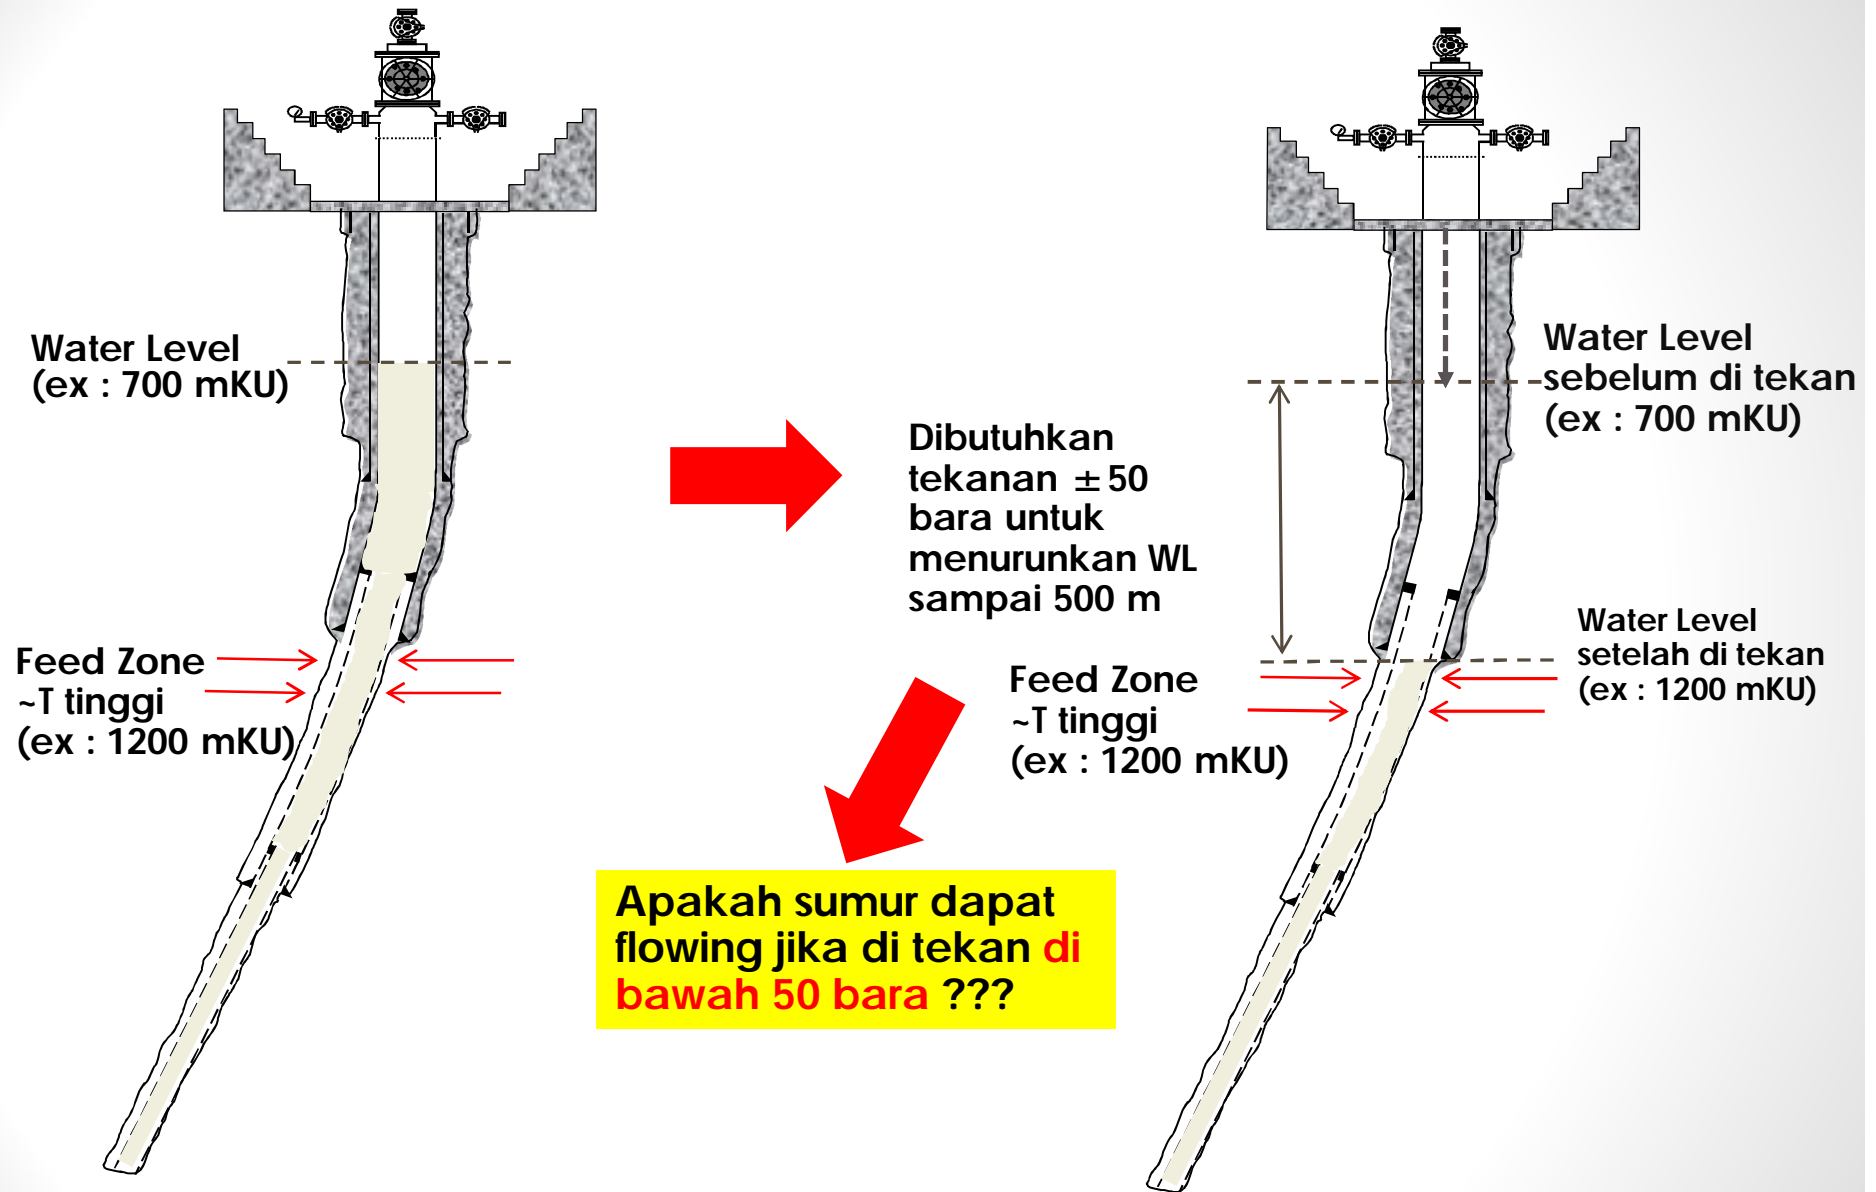 Water Level
(ex : 700 mKU)
Feed Zone
~T tinggi
(ex : 1200 mKU)
Dibutuhkan
tekanan ± 50
bara untuk
menurunkan WL
sampai 500 m
Water Level
sebelum di tekan
(ex : 700 mKU)
Feed Zone
~T tinggi
(ex : 1200 mKU)
Water Level
setelah di tekan
(ex : 1200 mKU)
Apakah sumur dapat
flowing jika di tekan di
bawah 50 bara ???